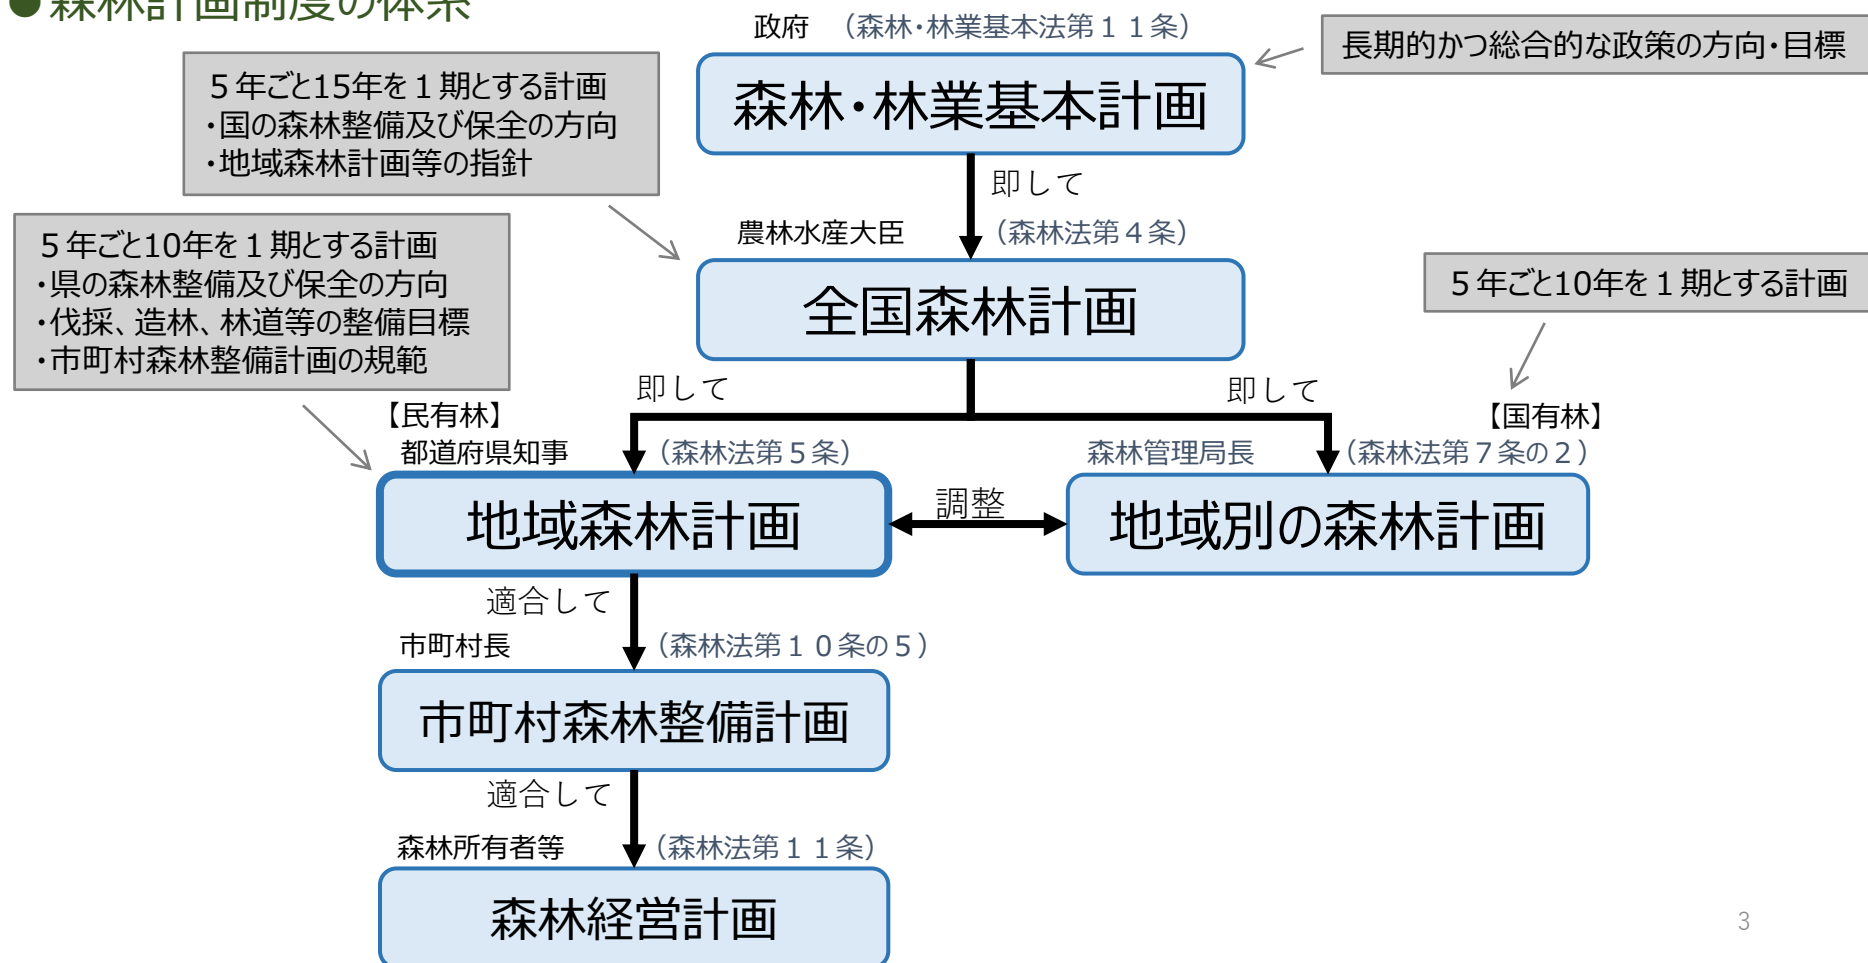 ●森林計画制度の体系
政府 （森林・林業基本法第１１条）
長期的かつ総合的な政策の方向・目標
森林・林業基本計画
５年ごと15年を１期とする計画
・国の森林整備及び保全の方向
・地域森林計画等の指針
即して
農林水産大臣 （森林法第４条）
全国森林計画
５年ごと10年を１期とする計画
・県の森林整備及び保全の方向
・伐採、造林、林道等の整備目標
・市町村森林整備計画の規範
５年ごと10年を１期とする計画
即して
即して
【民有林】
【国有林】
都道府県知事 （森林法第５条）
森林管理局長 （森林法第７条の２）
地域森林計画
調整
地域別の森林計画
適合して
市町村長 （森林法第１０条の５）
市町村森林整備計画
適合して
森林所有者等 （森林法第１１条）
森林経営計画
3